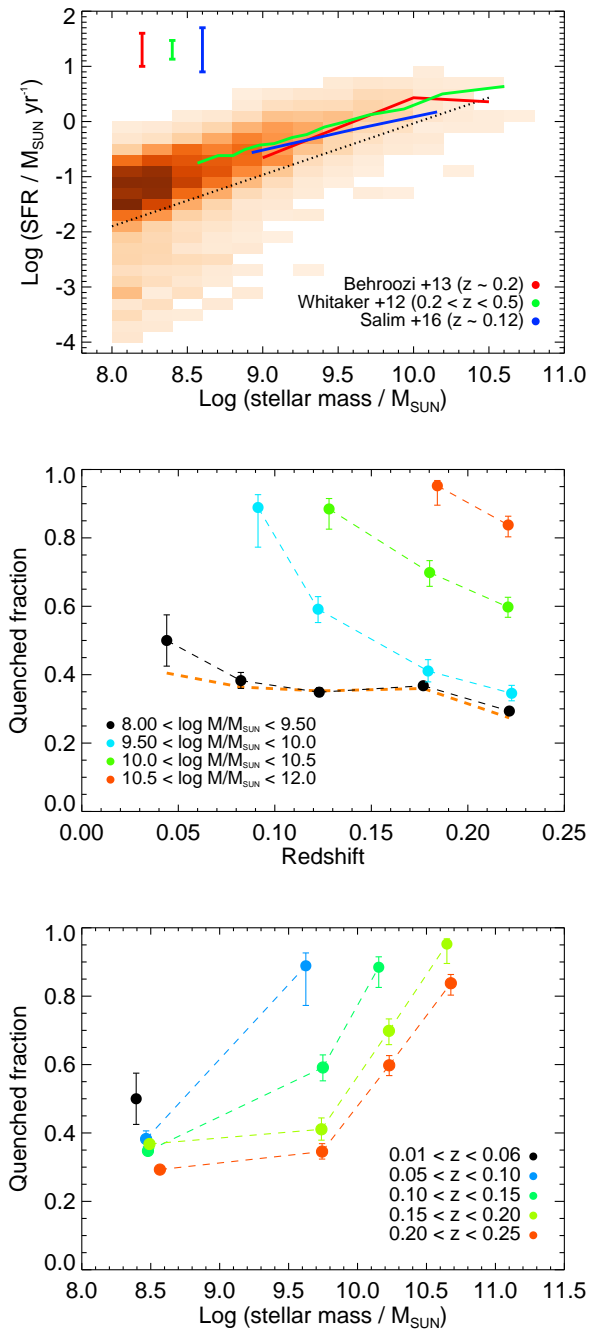 Log (SFR / M_SUN yr⁻¹)
2
1
0
-1
-2
-3
-4
Behroozi +13 (z ~ 0.2)
Whitaker +12 (0.2 < z < 0.5)
Salim +16 (z ~ 0.12)
8.0 8.5 9.0 9.5 10.0 10.5 11.0
Log (stellar mass / M_SUN)
Quenched fraction
1.0
0.8
0.6
0.4
0.2
0.0
8.00 < log M/M_SUN < 9.50
9.50 < log M/M_SUN < 10.0
10.0 < log M/M_SUN < 10.5
10.5 < log M/M_SUN < 12.0
0.00 0.05 0.10 0.15 0.20 0.25
Redshift
Quenched fraction
1.0
0.8
0.6
0.4
0.2
0.0
0.01 < z < 0.06
0.05 < z < 0.10
0.10 < z < 0.15
0.15 < z < 0.20
0.20 < z < 0.25
8.0 8.5 9.0 9.5 10.0 10.5 11.0 11.5
Log (stellar mass / M_SUN)